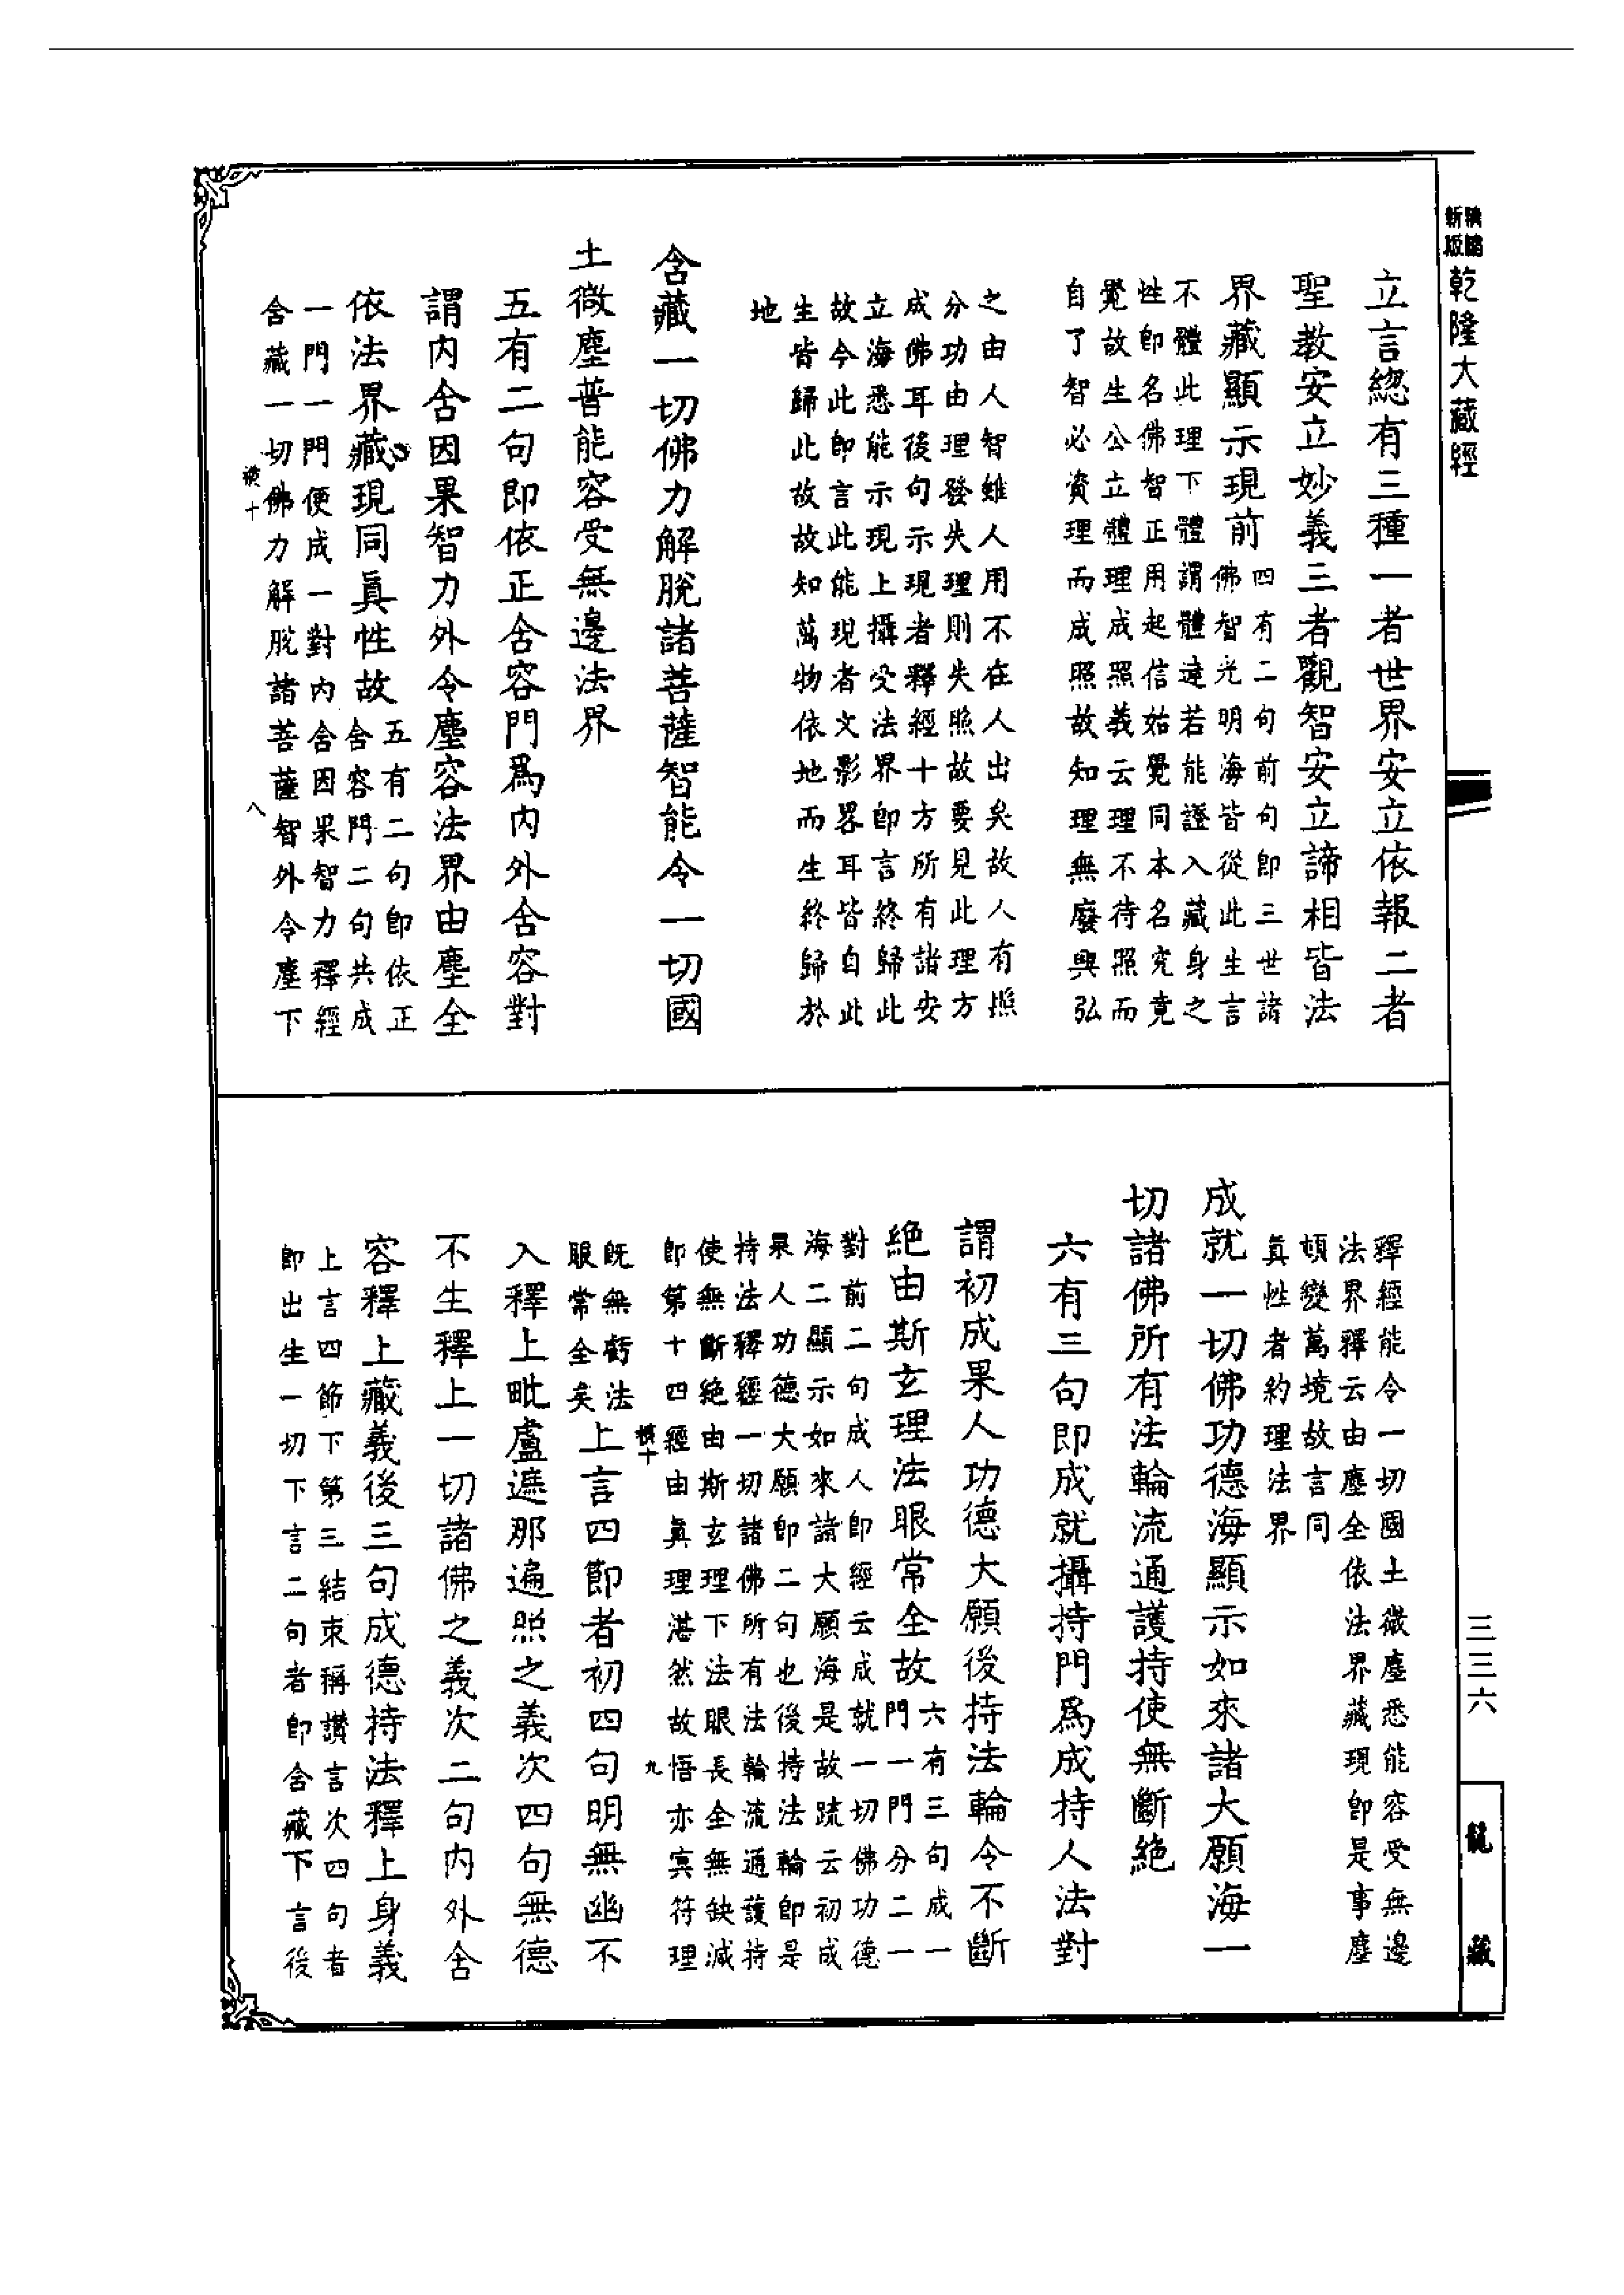 新版
乾隆大藏經
立言總有三種一者世界安立依報二者
聖教安立妙義三者觀智安立諦相皆法
界藏顯示現前
四有二句前句即三世諸
佛智光明海皆從此生言
不體此理下體謂體達若能證入藏身之
性即名佛智正用起信始覺同本名究竟
覺故生公立體理成照義云理不待照而
自了智必資理而成照故知理無廢興弘
之由人智雖人用不在人出矣故人有照
分功由理發失理則失照故要見此理方
成佛耳後句示現者釋經十方所有諸安
立海悉能示現上攝受法界即言終歸此
故今此即言此能現者文影畧耳皆自此
生皆歸此故故知萬物依地而生終歸於
地
含藏一切佛力解脫諸菩薩智能令一切國
土微塵普能容受無邊法界
五有二句即依正含容門爲內外含容對
謂內含因果智力外令塵容法界由塵全
依法界藏現同眞性故
五有二句即依正
含容門二句共成
一門一門便成一對內含因果智力釋經
含藏一切佛力解脫諸菩薩智外令塵下
八
釋經能令一切國土微塵悉能容受無邊
法界釋云由塵全依法界藏現即是事塵
頓變萬境故言同
眞性者約理法界
成就一切佛功德海顯示如來諸大願海一
切諸佛所有法輪流通護持使無斷絶
六有三句即成就攝持門爲成持人法對
謂初成果人功德大願後持法輪令不斷
絶由斯玄理法眼常全故
六有三句成一
門一門分二一
對前二句成人即經云成就一切佛功德
海二顯示如來諸大願海是故䟽云初成
果人功德大願即二句也後持法輪即是
持法釋經一切諸佛所有法輪流通護持
使無斷絶由斯玄理下法眼長全無缺減
即第十四經由眞理湛然故悟亦冥符理
九
旣無虧法
眼常全矣
上言四節者初四句明無幽不
入釋上毗盧遮那遍照之義次四句無德
不生釋上一切諸佛之義次二句內外含
容釋上藏義後三句成德持法釋上身義
上言四節下第三結束稱讚言次四句者
即出生一切下言二句者即含藏下言後
三三六
龍藏